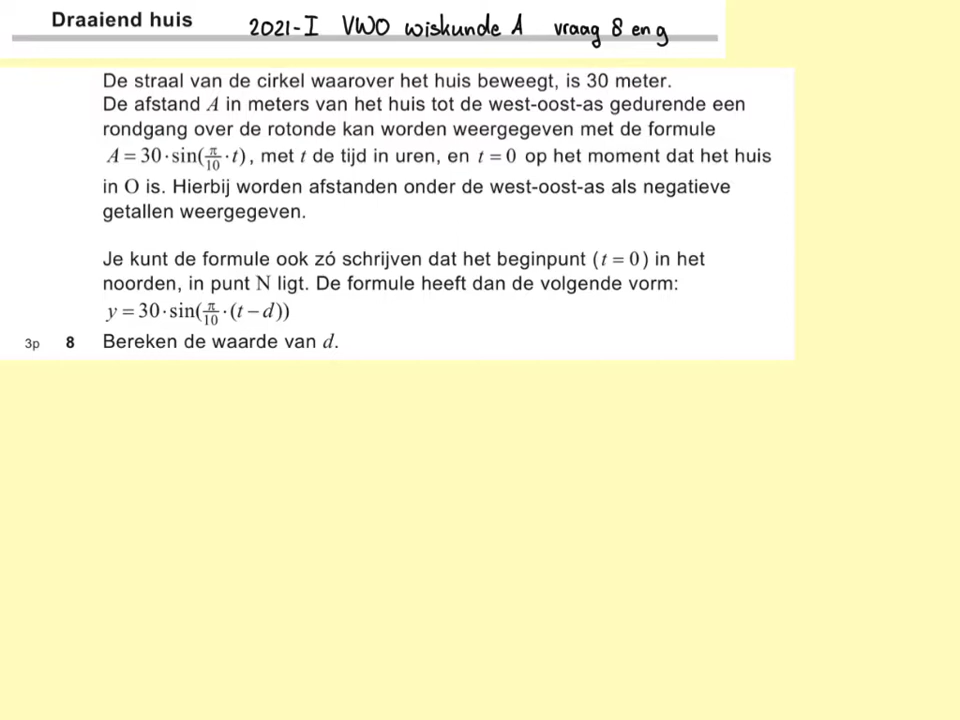 Draaiend huis 2021-I VWO wiskunde A vraag 8 en 9
De straal van de cirkel waarover het huis beweegt, is 30 meter.
De afstand A in meters van het huis tot de west-oost-as gedurende een
rondgang over de rotonde kan worden weergegeven met de formule
A = 30·sin(π/10·t), met t de tijd in uren, en t = 0 op het moment dat het huis
in O is. Hierbij worden afstanden onder de west-oost-as als negatieve
getallen weergegeven.
Je kunt de formule ook zó schrijven dat het beginpunt (t = 0) in het
noorden, in punt N ligt. De formule heeft dan de volgende vorm:
y = 30·sin(π/10·(t − d))
3p 8 Bereken de waarde van d.